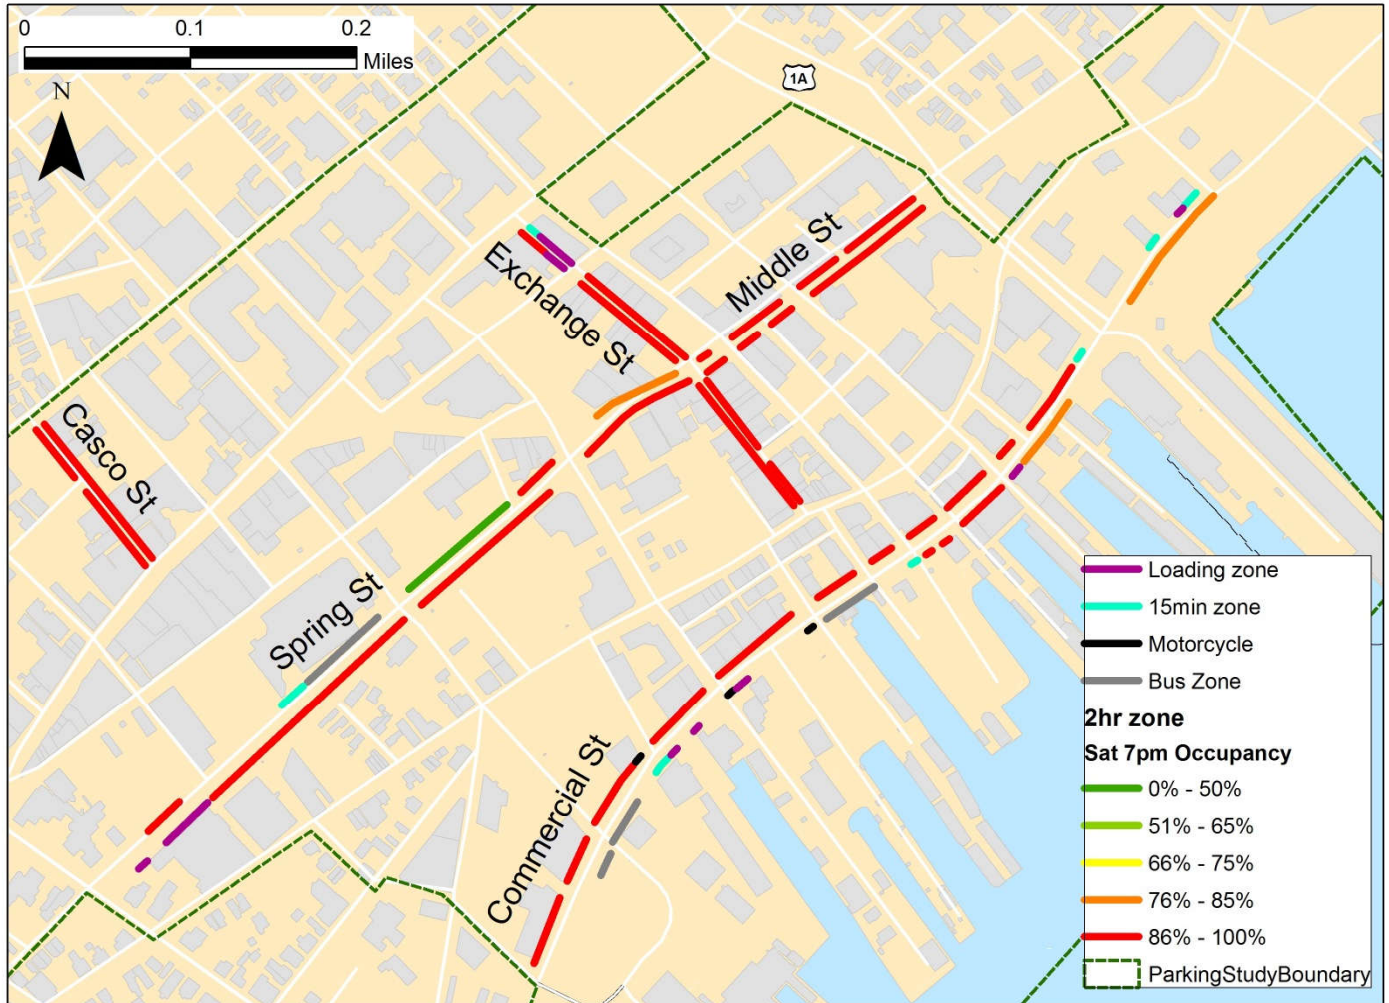 0 0.1 0.2
Miles
N
1A
Middle St
Exchange St
Casco St
Spring St
Commercial St
Loading zone
15min zone
Motorcycle
Bus Zone
2hr zone
Sat 7pm Occupancy
0% - 50%
51% - 65%
66% - 75%
76% - 85%
86% - 100%
ParkingStudyBoundary